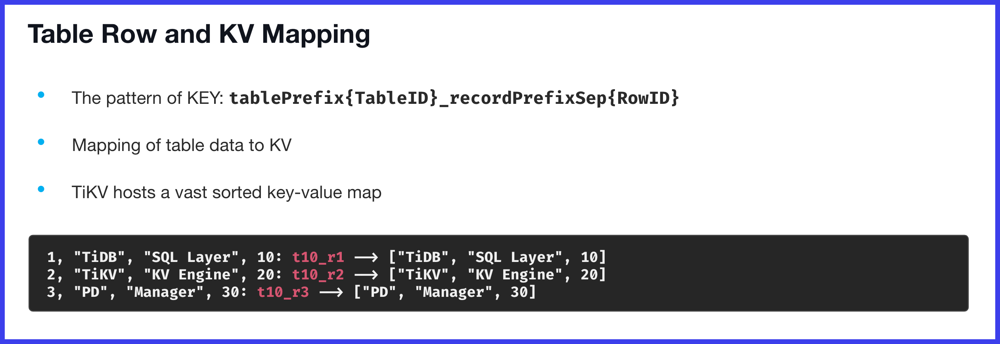 Table Row and KV Mapping
• The pattern of KEY: tablePrefix{TableID}_recordPrefixSep{RowID}
• Mapping of table data to KV
• TiKV hosts a vast sorted key-value map
1, "TiDB", "SQL Layer", 10: t10_r1 ⟶ ["TiDB", "SQL Layer", 10]
2, "TiKV", "KV Engine", 20: t10_r2 ⟶ ["TiKV", "KV Engine", 20]
3, "PD", "Manager", 30: t10_r3 ⟶ ["PD", "Manager", 30]